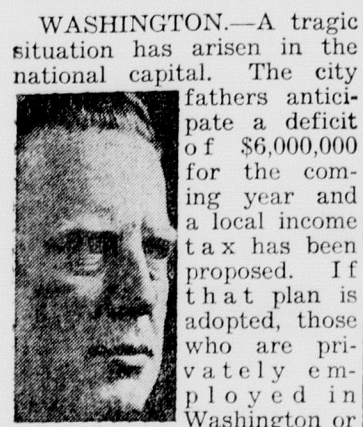 WASHINGTON.—A tragic
situation has arisen in the
national capital. The city
fathers antici-
pate a deficit
of $6,000,000
for the com-
ing year and
a local income
tax has been
proposed. If
that plan is
adopted, those
who are pri-
vately em-
ployed in
Washington or